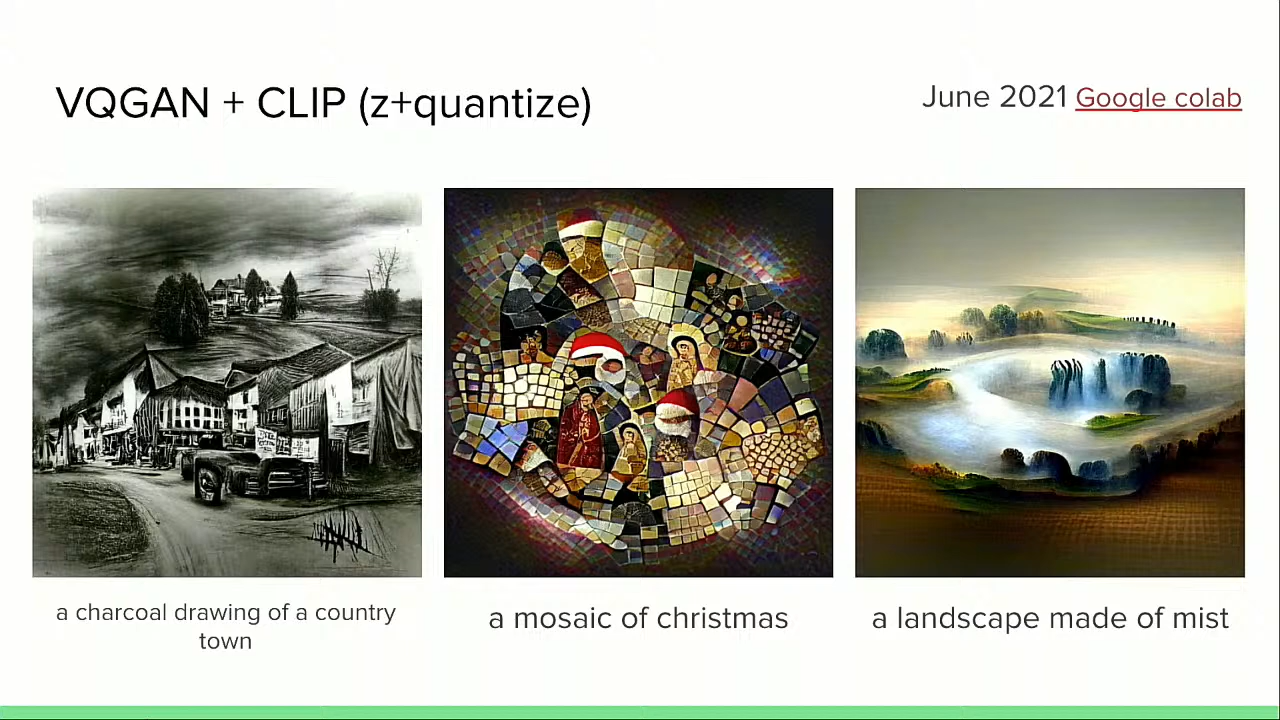 VQGAN + CLIP (z+quantize)
June 2021 Google colab
a charcoal drawing of a country
town
a mosaic of christmas
a landscape made of mist